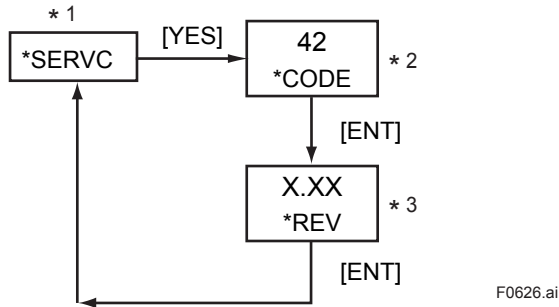 * 1
*SERVC
[YES]
42
*CODE
* 2
[ENT]
X.XX
*REV
* 3
[ENT]
F0626.ai